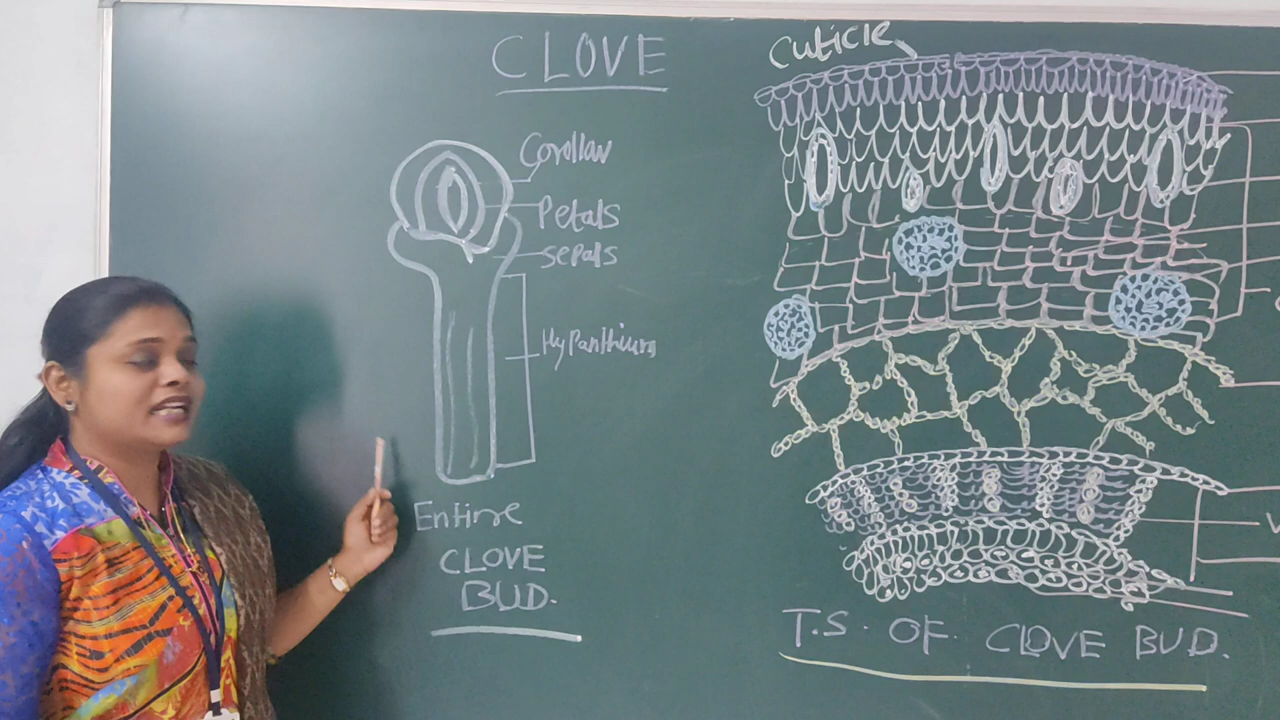 CLOVE
Corollar
Petals
Sepals
Hypanthium
Entire
CLOVE
BUD.
Cuticle
T.S. OF. CLOVE BUD.